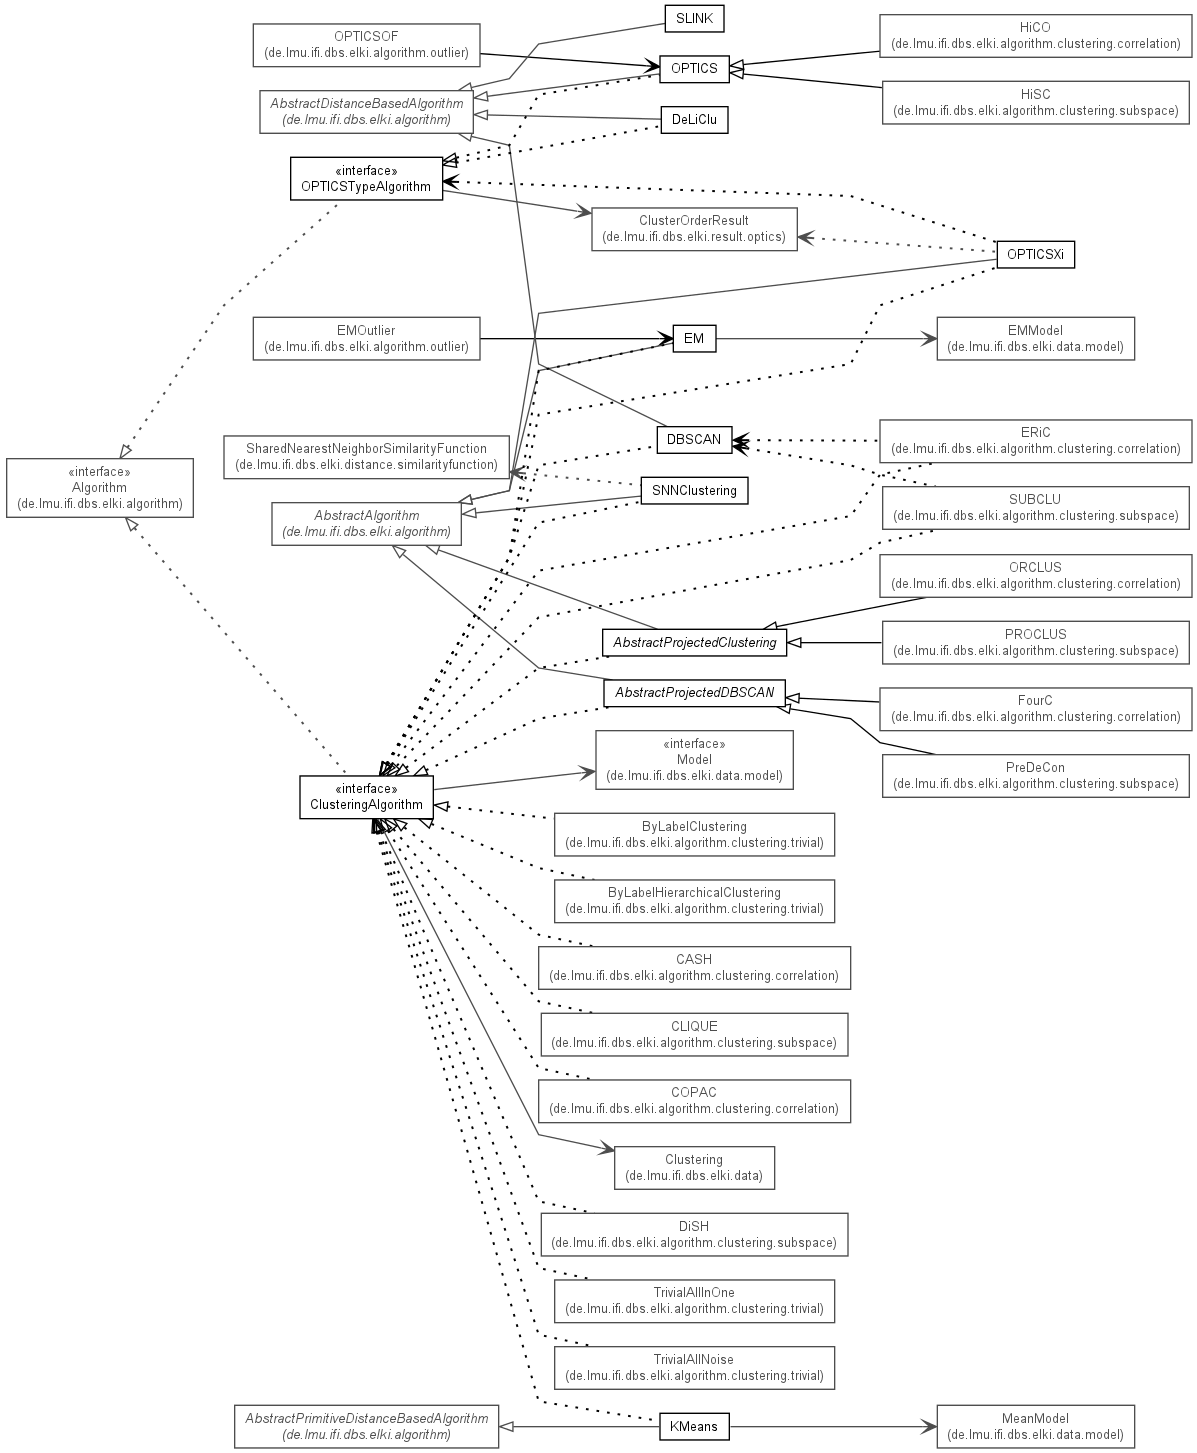 SLINK
OPTICSOF
(de.lmu.ifi.dbs.elki.algorithm.outlier)
HiCO
(de.lmu.ifi.dbs.elki.algorithm.clustering.correlation)
OPTICS
AbstractDistanceBasedAlgorithm
(de.lmu.ifi.dbs.elki.algorithm)
HiSC
(de.lmu.ifi.dbs.elki.algorithm.clustering.subspace)
DeLiClu
«interface»
OPTICSTypeAlgorithm
ClusterOrderResult
(de.lmu.ifi.dbs.elki.result.optics)
OPTICSXi
EMOutlier
(de.lmu.ifi.dbs.elki.algorithm.outlier)
EM
EMModel
(de.lmu.ifi.dbs.elki.data.model)
DBSCAN
ERiC
(de.lmu.ifi.dbs.elki.algorithm.clustering.correlation)
SharedNearestNeighborSimilarityFunction
(de.lmu.ifi.dbs.elki.distance.similarityfunction)
«interface»
Algorithm
(de.lmu.ifi.dbs.elki.algorithm)
SNNClustering
SUBCLU
(de.lmu.ifi.dbs.elki.algorithm.clustering.subspace)
AbstractAlgorithm
(de.lmu.ifi.dbs.elki.algorithm)
ORCLUS
(de.lmu.ifi.dbs.elki.algorithm.clustering.correlation)
AbstractProjectedClustering
PROCLUS
(de.lmu.ifi.dbs.elki.algorithm.clustering.subspace)
AbstractProjectedDBSCAN
FourC
(de.lmu.ifi.dbs.elki.algorithm.clustering.correlation)
«interface»
Model
(de.lmu.ifi.dbs.elki.data.model)
PreDeCon
(de.lmu.ifi.dbs.elki.algorithm.clustering.subspace)
«interface»
ClusteringAlgorithm
ByLabelClustering
(de.lmu.ifi.dbs.elki.algorithm.clustering.trivial)
ByLabelHierarchicalClustering
(de.lmu.ifi.dbs.elki.algorithm.clustering.trivial)
CASH
(de.lmu.ifi.dbs.elki.algorithm.clustering.correlation)
CLIQUE
(de.lmu.ifi.dbs.elki.algorithm.clustering.subspace)
COPAC
(de.lmu.ifi.dbs.elki.algorithm.clustering.correlation)
Clustering
(de.lmu.ifi.dbs.elki.data)
DiSH
(de.lmu.ifi.dbs.elki.algorithm.clustering.subspace)
TrivialAllInOne
(de.lmu.ifi.dbs.elki.algorithm.clustering.trivial)
TrivialAllNoise
(de.lmu.ifi.dbs.elki.algorithm.clustering.trivial)
AbstractPrimitiveDistanceBasedAlgorithm
(de.lmu.ifi.dbs.elki.algorithm)
KMeans
MeanModel
(de.lmu.ifi.dbs.elki.data.model)